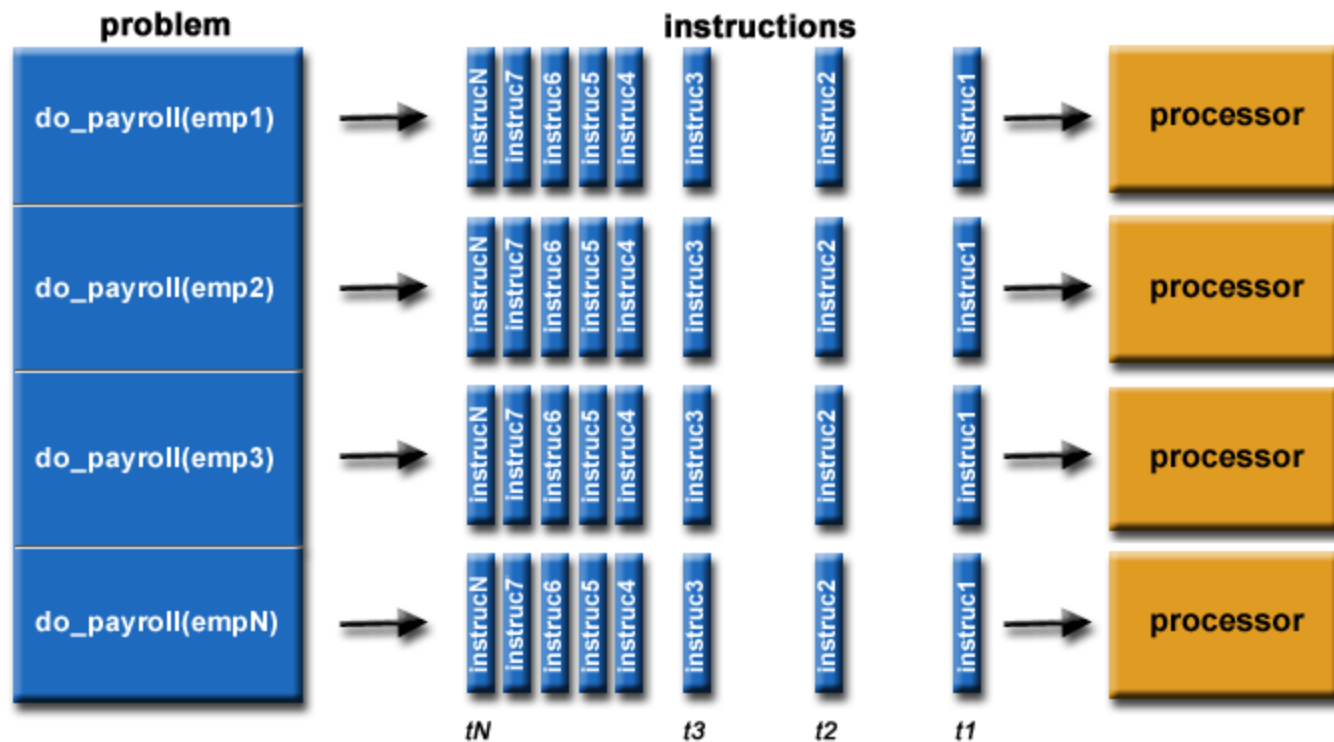 problem
instructions
do_payroll(emp1)
instrucN
instruc7
instruc6
instruc5
instruc4
instruc3
instruc2
instruc1
processor
do_payroll(emp2)
instrucN
instruc7
instruc6
instruc5
instruc4
instruc3
instruc2
instruc1
processor
do_payroll(emp3)
instrucN
instruc7
instruc6
instruc5
instruc4
instruc3
instruc2
instruc1
processor
do_payroll(empN)
instrucN
instruc7
instruc6
instruc5
instruc4
instruc3
instruc2
instruc1
processor
tN
t3
t2
t1